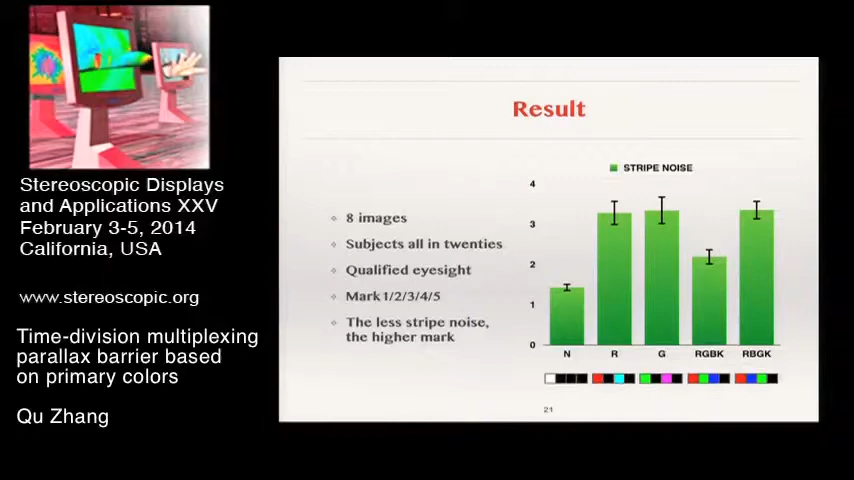 Stereoscopic Displays
and Applications XXV
February 3-5, 2014
California, USA
www.stereoscopic.org
Time-division multiplexing
parallax barrier based
on primary colors
Qu Zhang
Result
8 images
Subjects all in twenties
Qualified eyesight
Mark 1/2/3/4/5
The less stripe noise,
the higher mark
STRIPE NOISE
4
3
2
1
0
N R G RGBK RBGK
21